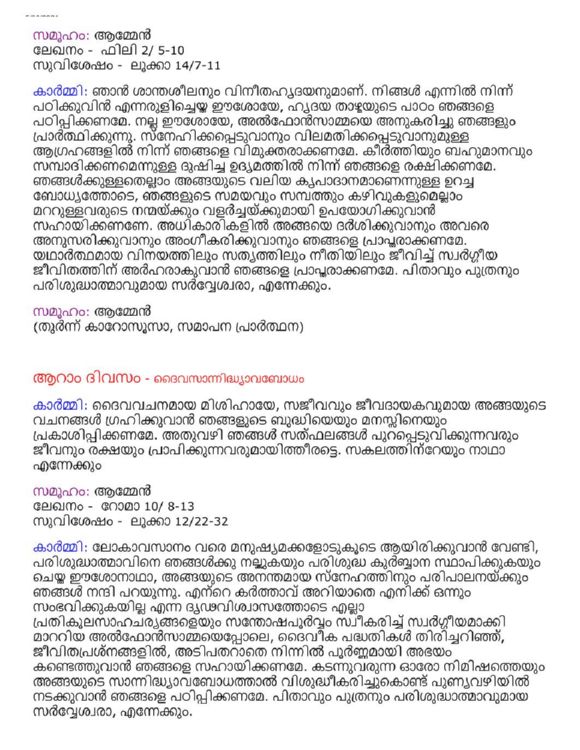 സമൂഹം: ആമ്മേൻ
ലേഖനം - ഫിലി 2/ 5-10
സുവിശേഷം - ലൂക്കാ 14/7-11
കാർമ്മി: ഞാൻ ശാന്തശീലനും വിനീതഹൃദയനുമാണ്. നിങ്ങൾ എന്നിൽ നിന്ന്
പഠിക്കുവിൻ എന്നരുളിച്ചെയ്ത ഈശോയേ, ഹൃദയ താഴ്മയുടെ പാഠം ഞങ്ങളെ
പഠിപ്പിക്കണമേ. നല്ല ഈശോയേ, അൽഫോൻസാമ്മയെ അനുകരിച്ചു ഞങ്ങളും
പ്രാർത്ഥിക്കുന്നു. സ്നേഹിക്കപ്പെടുവാനും വിലമതിക്കപ്പെടുവാനുമുള്ള
ആഗ്രഹങ്ങളിൽ നിന്ന് ഞങ്ങളെ വിമുക്തരാക്കണമേ. കീർത്തിയും ബഹുമാനവും
സമ്പാദിക്കണമെന്നുള്ള ദുഷിച്ച ഉദ്യമത്തിൽ നിന്ന് ഞങ്ങളെ രക്ഷിക്കണമേ.
ഞങ്ങൾക്കുള്ളതെല്ലാം അങ്ങയുടെ വലിയ കൃപാദാനമാണെന്നുള്ള ഉറച്ച
ബോധ്യത്തോടെ, ഞങ്ങളുടെ സമയവും സമ്പത്തും കഴിവുകളുമെല്ലാം
മററുള്ളവരുടെ നന്മയ്ക്കും വളർച്ചയ്ക്കുമായി ഉപയോഗിക്കുവാൻ
സഹായിക്കണണേ. അധികാരികളിൽ അങ്ങയെ ദർശിക്കുവാനും അവരെ
അനുസരിക്കുവാനും അംഗീകരിക്കുവാനും ഞങ്ങളെ പ്രാപ്തരാക്കണമേ.
യഥാർത്ഥമായ വിനയത്തിലും സത്യത്തിലും നീതിയിലും ജീവിച്ച് സ്വർഗ്ഗീയ
ജീവിതത്തിന് അർഹരാകുവാൻ ഞങ്ങളെ പ്രാപ്തരാക്കണമേ. പിതാവും പുത്രനും
പരിശുദ്ധാത്മാവുമായ സർവ്വേശ്വരാ, എന്നേക്കും.
സമൂഹം: ആമ്മേൻ
(തുർന്ന് കാറോസൂസാ, സമാപന പ്രാർത്ഥന)
ആറാം ദിവസം - ദൈവസാന്നിദ്ധ്യാവബോധം
കാർമ്മി: ദൈവവചനമായ മിശിഹായേ, സജീവവും ജീവദായകവുമായ അങ്ങയുടെ
വചനങ്ങൾ ഗ്രഹിക്കുവാൻ ഞങ്ങളുടെ ബുദ്ധിയെയും മനസ്സിനെയും
പ്രകാശിപ്പിക്കണമേ. അതുവഴി ഞങ്ങൾ സത്ഫലങ്ങൾ പുറപ്പെടുവിക്കുന്നവരും
ജീവനും രക്ഷയും പ്രാപിക്കുന്നവരുമായിത്തീരട്ടെ. സകലത്തിന്റേയും നാഥാ
എന്നേക്കും
സമൂഹം: ആമ്മേൻ
ലേഖനം - റോമാ 10/ 8-13
സുവിശേഷം - ലൂക്കാ 12/22-32
കാർമ്മി: ലോകാവസാനം വരെ മനുഷ്യമക്കളോടുകൂടെ ആയിരിക്കുവാൻ വേണ്ടി,
പരിശുദ്ധാത്മാവിനെ ഞങ്ങൾക്കു നല്കുകയും പരിശുദ്ധ കുർബ്ബാന സ്ഥാപിക്കുകയും
ചെയ്ത ഈശോനാഥാ, അങ്ങയുടെ അനന്തമായ സ്നേഹത്തിനും പരിപാലനയ്ക്കും
ഞങ്ങൾ നന്ദി പറയുന്നു. എന്റെ കർത്താവ് അറിയാതെ എനിക്ക് ഒന്നും
സംഭവിക്കുകയില്ല എന്ന ദൃഢവിശ്വാസത്തോടെ എല്ലാ
പ്രതികൂലസാഹചര്യങ്ങളെയും സന്തോഷപൂർവ്വം സ്വീകരിച്ച് സ്വർഗ്ഗീയമാക്കി
മാററിയ അൽഫോൻസാമ്മയെപ്പോലെ, ദൈവീക പദ്ധതികൾ തിരിച്ചറിഞ്ഞ്,
ജീവിതപ്രശ്നങ്ങളിൽ, അടിപതറാതെ നിന്നിൽ പൂർണ്ണമായി അഭയം
കണ്ടെത്തുവാൻ ഞങ്ങളെ സഹായിക്കണമേ. കടന്നുവരുന്ന ഓരോ നിമിഷത്തെയും
അങ്ങയുടെ സാന്നിദ്ധ്യാവബോധത്താൽ വിശുദ്ധീകരിച്ചുകൊണ്ട് പുണ്യവഴിയിൽ
നടക്കുവാൻ ഞങ്ങളെ പഠിപ്പിക്കണമേ. പിതാവും പുത്രനും പരിശുദ്ധാത്മാവുമായ
സർവ്വേശ്വരാ, എന്നേക്കും.